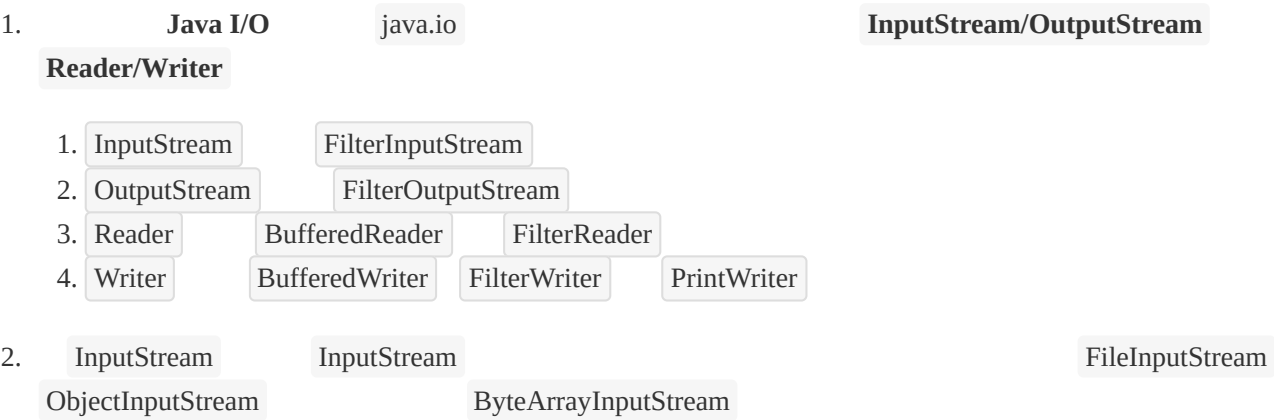 1. Java I/O java.io InputStream/OutputStream
Reader/Writer
1. InputStream FilterInputStream
2. OutputStream FilterOutputStream
3. Reader BufferedReader FilterReader
4. Writer BufferedWriter FilterWriter PrintWriter
2. InputStream InputStream FileInputStream
ObjectInputStream ByteArrayInputStream